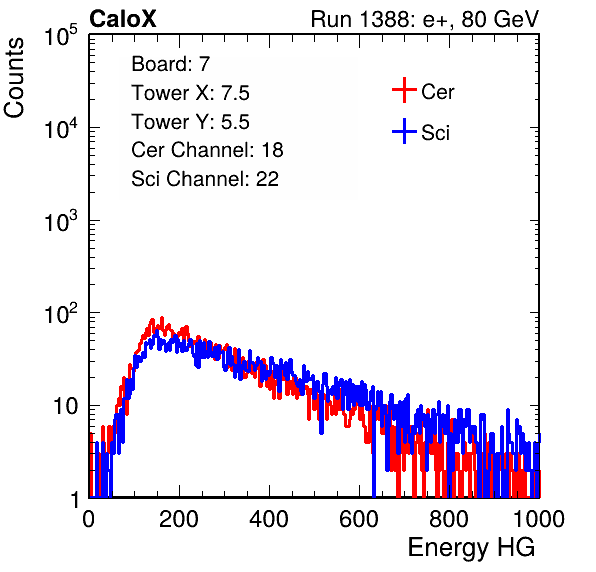 CaloX Run 1388: e+, 80 GeV
Counts
10^5
10^4
10^3
10^2
10
1
Board: 7
Tower X: 7.5
Tower Y: 5.5
Cer Channel: 18
Sci Channel: 22
Cer
Sci
0 200 400 600 800 1000
Energy HG